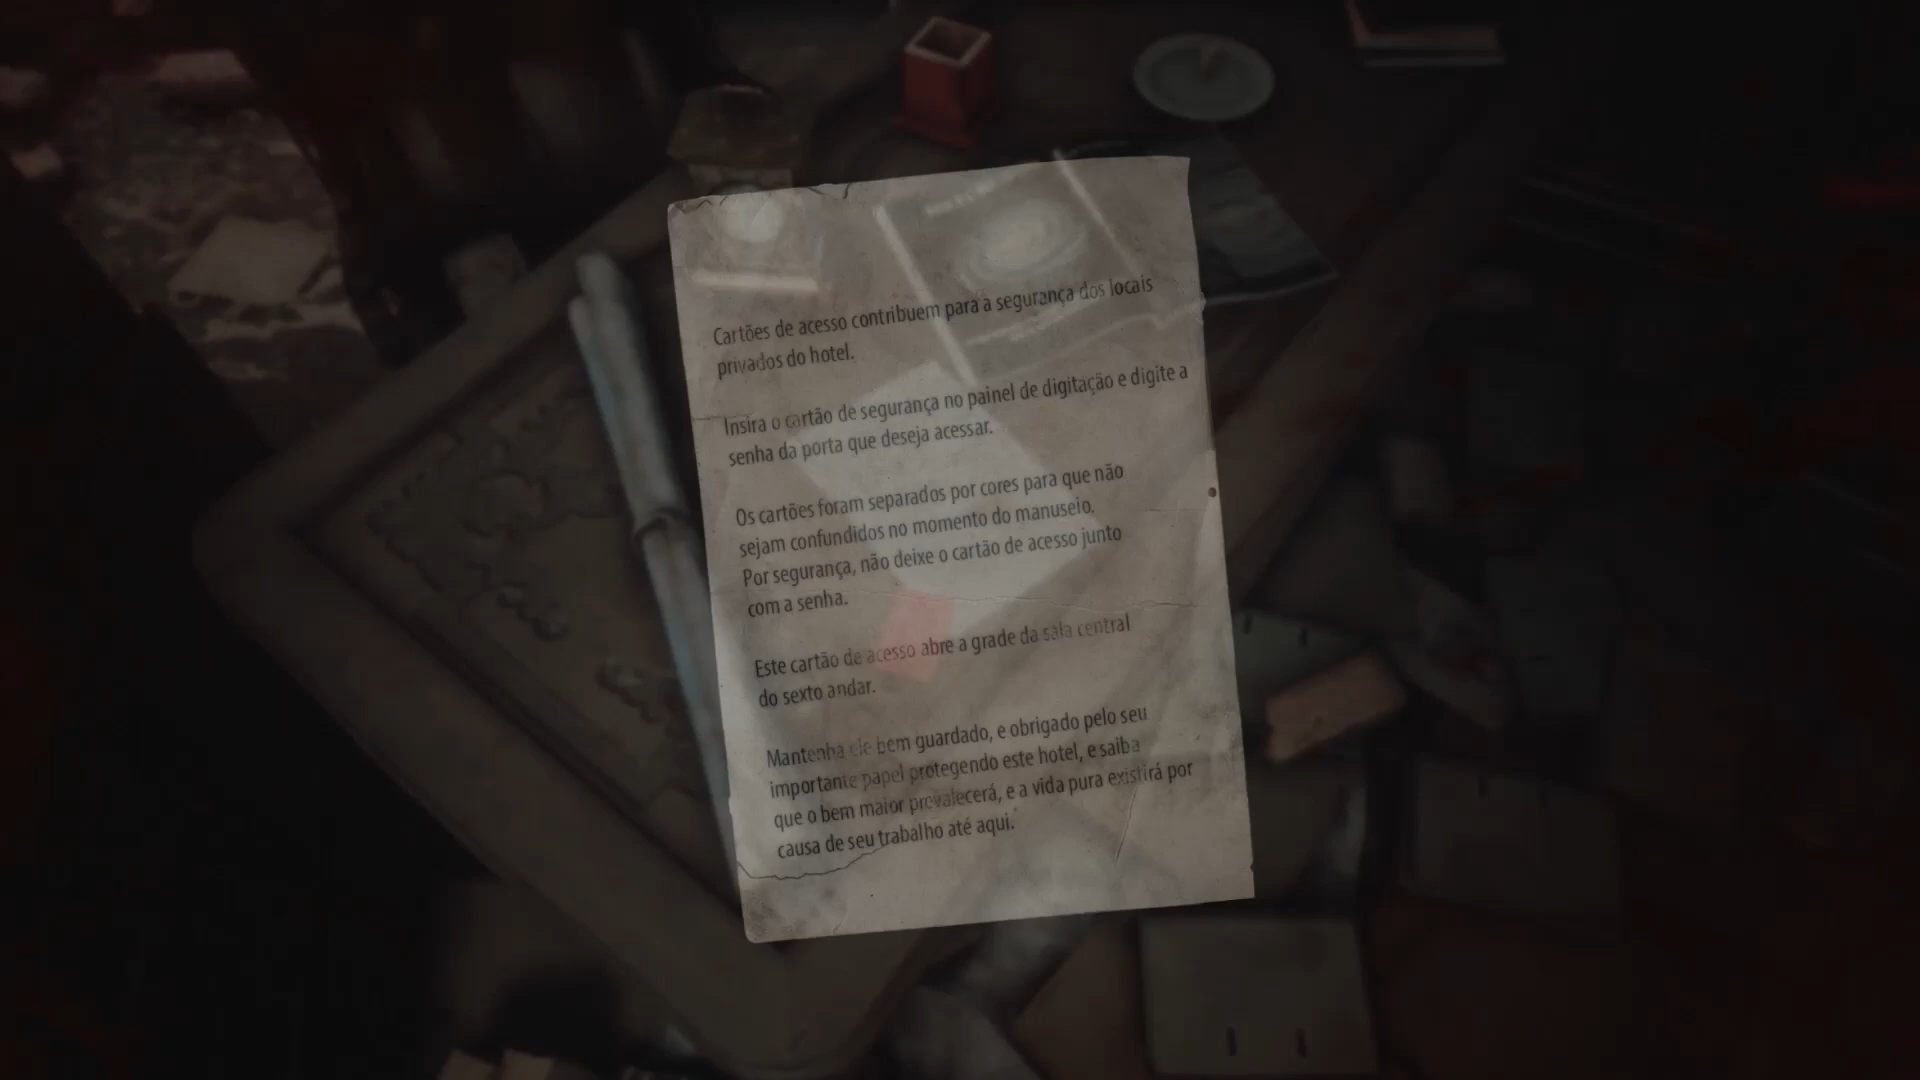 Cartões de acesso contribuem para a segurança dos locais
privados do hotel.
Insira o cartão de segurança no painel de digitação e digite a
senha da porta que deseja acessar.
Os cartões foram separados por cores para que não
sejam confundidos no momento do manuseio.
Por segurança, não deixe o cartão de acesso junto
com a senha.
Este cartão de acesso abre a grade da sala central
do sexto andar.
Mantenha ele bem guardado, e obrigado pelo seu
importante papel protegendo este hotel, e saiba
que o bem maior prevalecerá, e a vida pura existirá por
causa de seu trabalho até aqui.